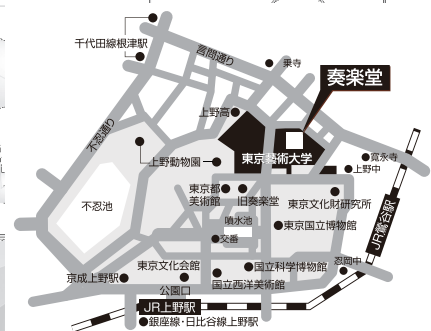 千代田線根津駅
言問通り
乗寺
奏楽堂
上野高
不忍通り
上野動物園
東京藝術大学
寛永寺
上野中
東京都
美術館
旧奏楽堂
東京文化財研究所
不忍池
噴水池
東京国立博物館
JR鶯谷駅
交番
東京文化会館
国立科学博物館
忍岡中
京成上野駅
国立西洋美術館
公園口
JR上野駅
銀座線・日比谷線上野駅